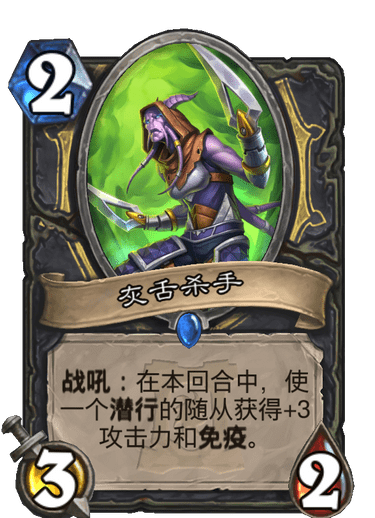 2
灰舌杀手
战吼：在本回合中，使
一个潜行的随从获得+3
攻击力和免疫。
3
2